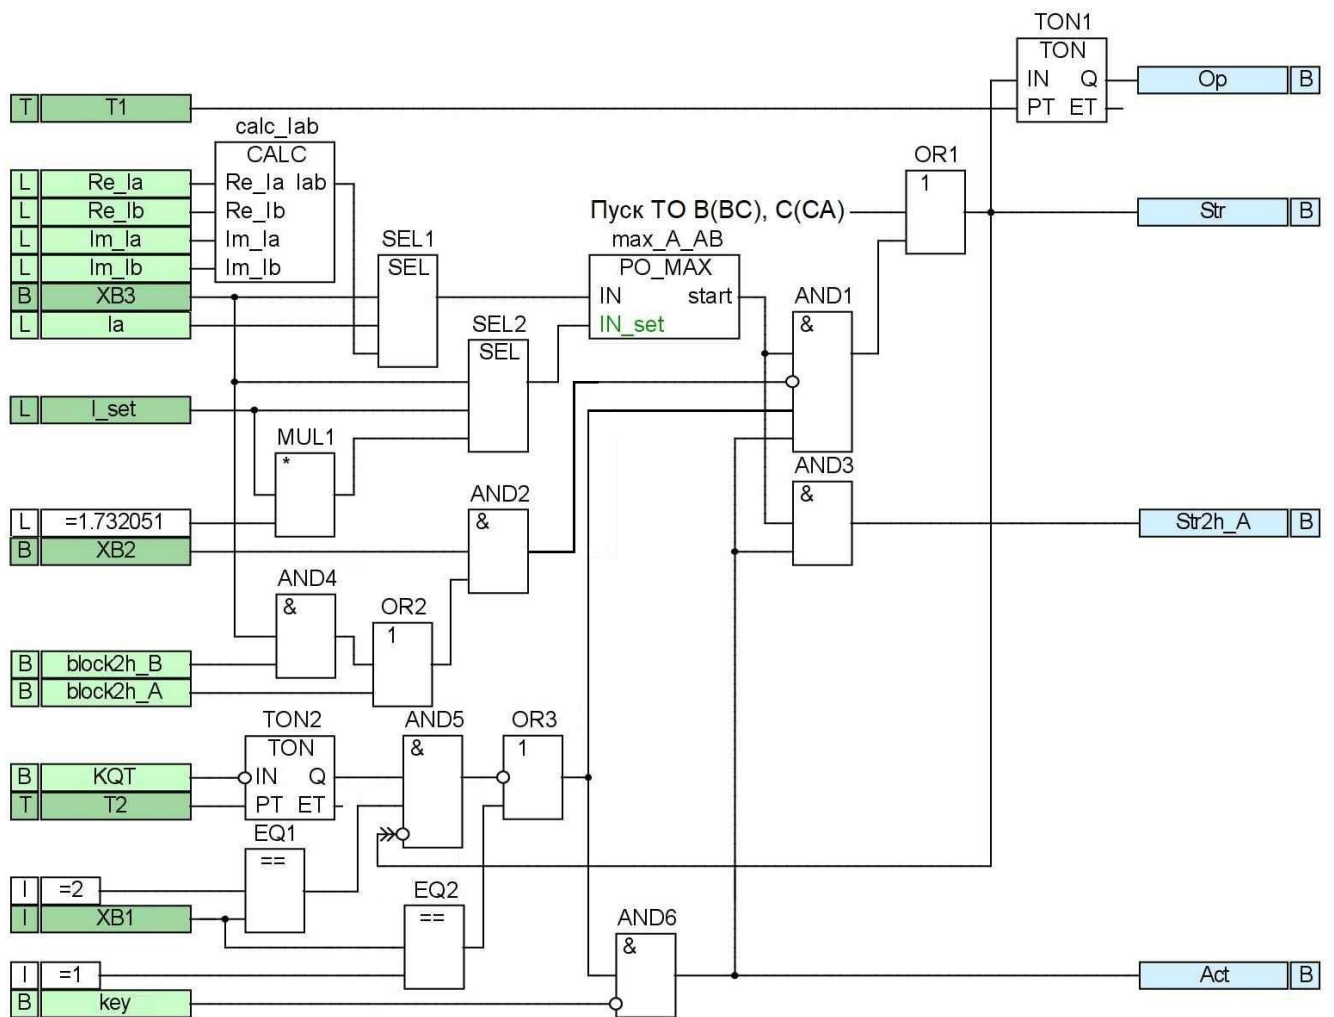 TON1
TON
IN Q
Op B
T T1
PT ET
calc_Iab
CALC
OR1
L Re_Ia
Re_Ia Iab
1
L Re_Ib
Re_Ib
Пуск ТО В(ВС), С(СА)
Str B
L Im_Ia
Im_Ia
SEL1
max_A_AB
L Im_Ib
Im_Ib
SEL
PO_MAX
B XB3
IN start
AND1
L Ia
IN_set
&
SEL2
SEL
L I_set
MUL1
*
AND3
&
AND2
L =1.732051
&
Str2h_A B
B XB2
AND4
&
OR2
1
B block2h_B
B block2h_A
TON2
AND5
OR3
TON
&
1
B KQT
IN Q
T T2
PT ET
EQ1
==
I =2
EQ2
I XB1
==
AND6
&
I =1
Act B
B key